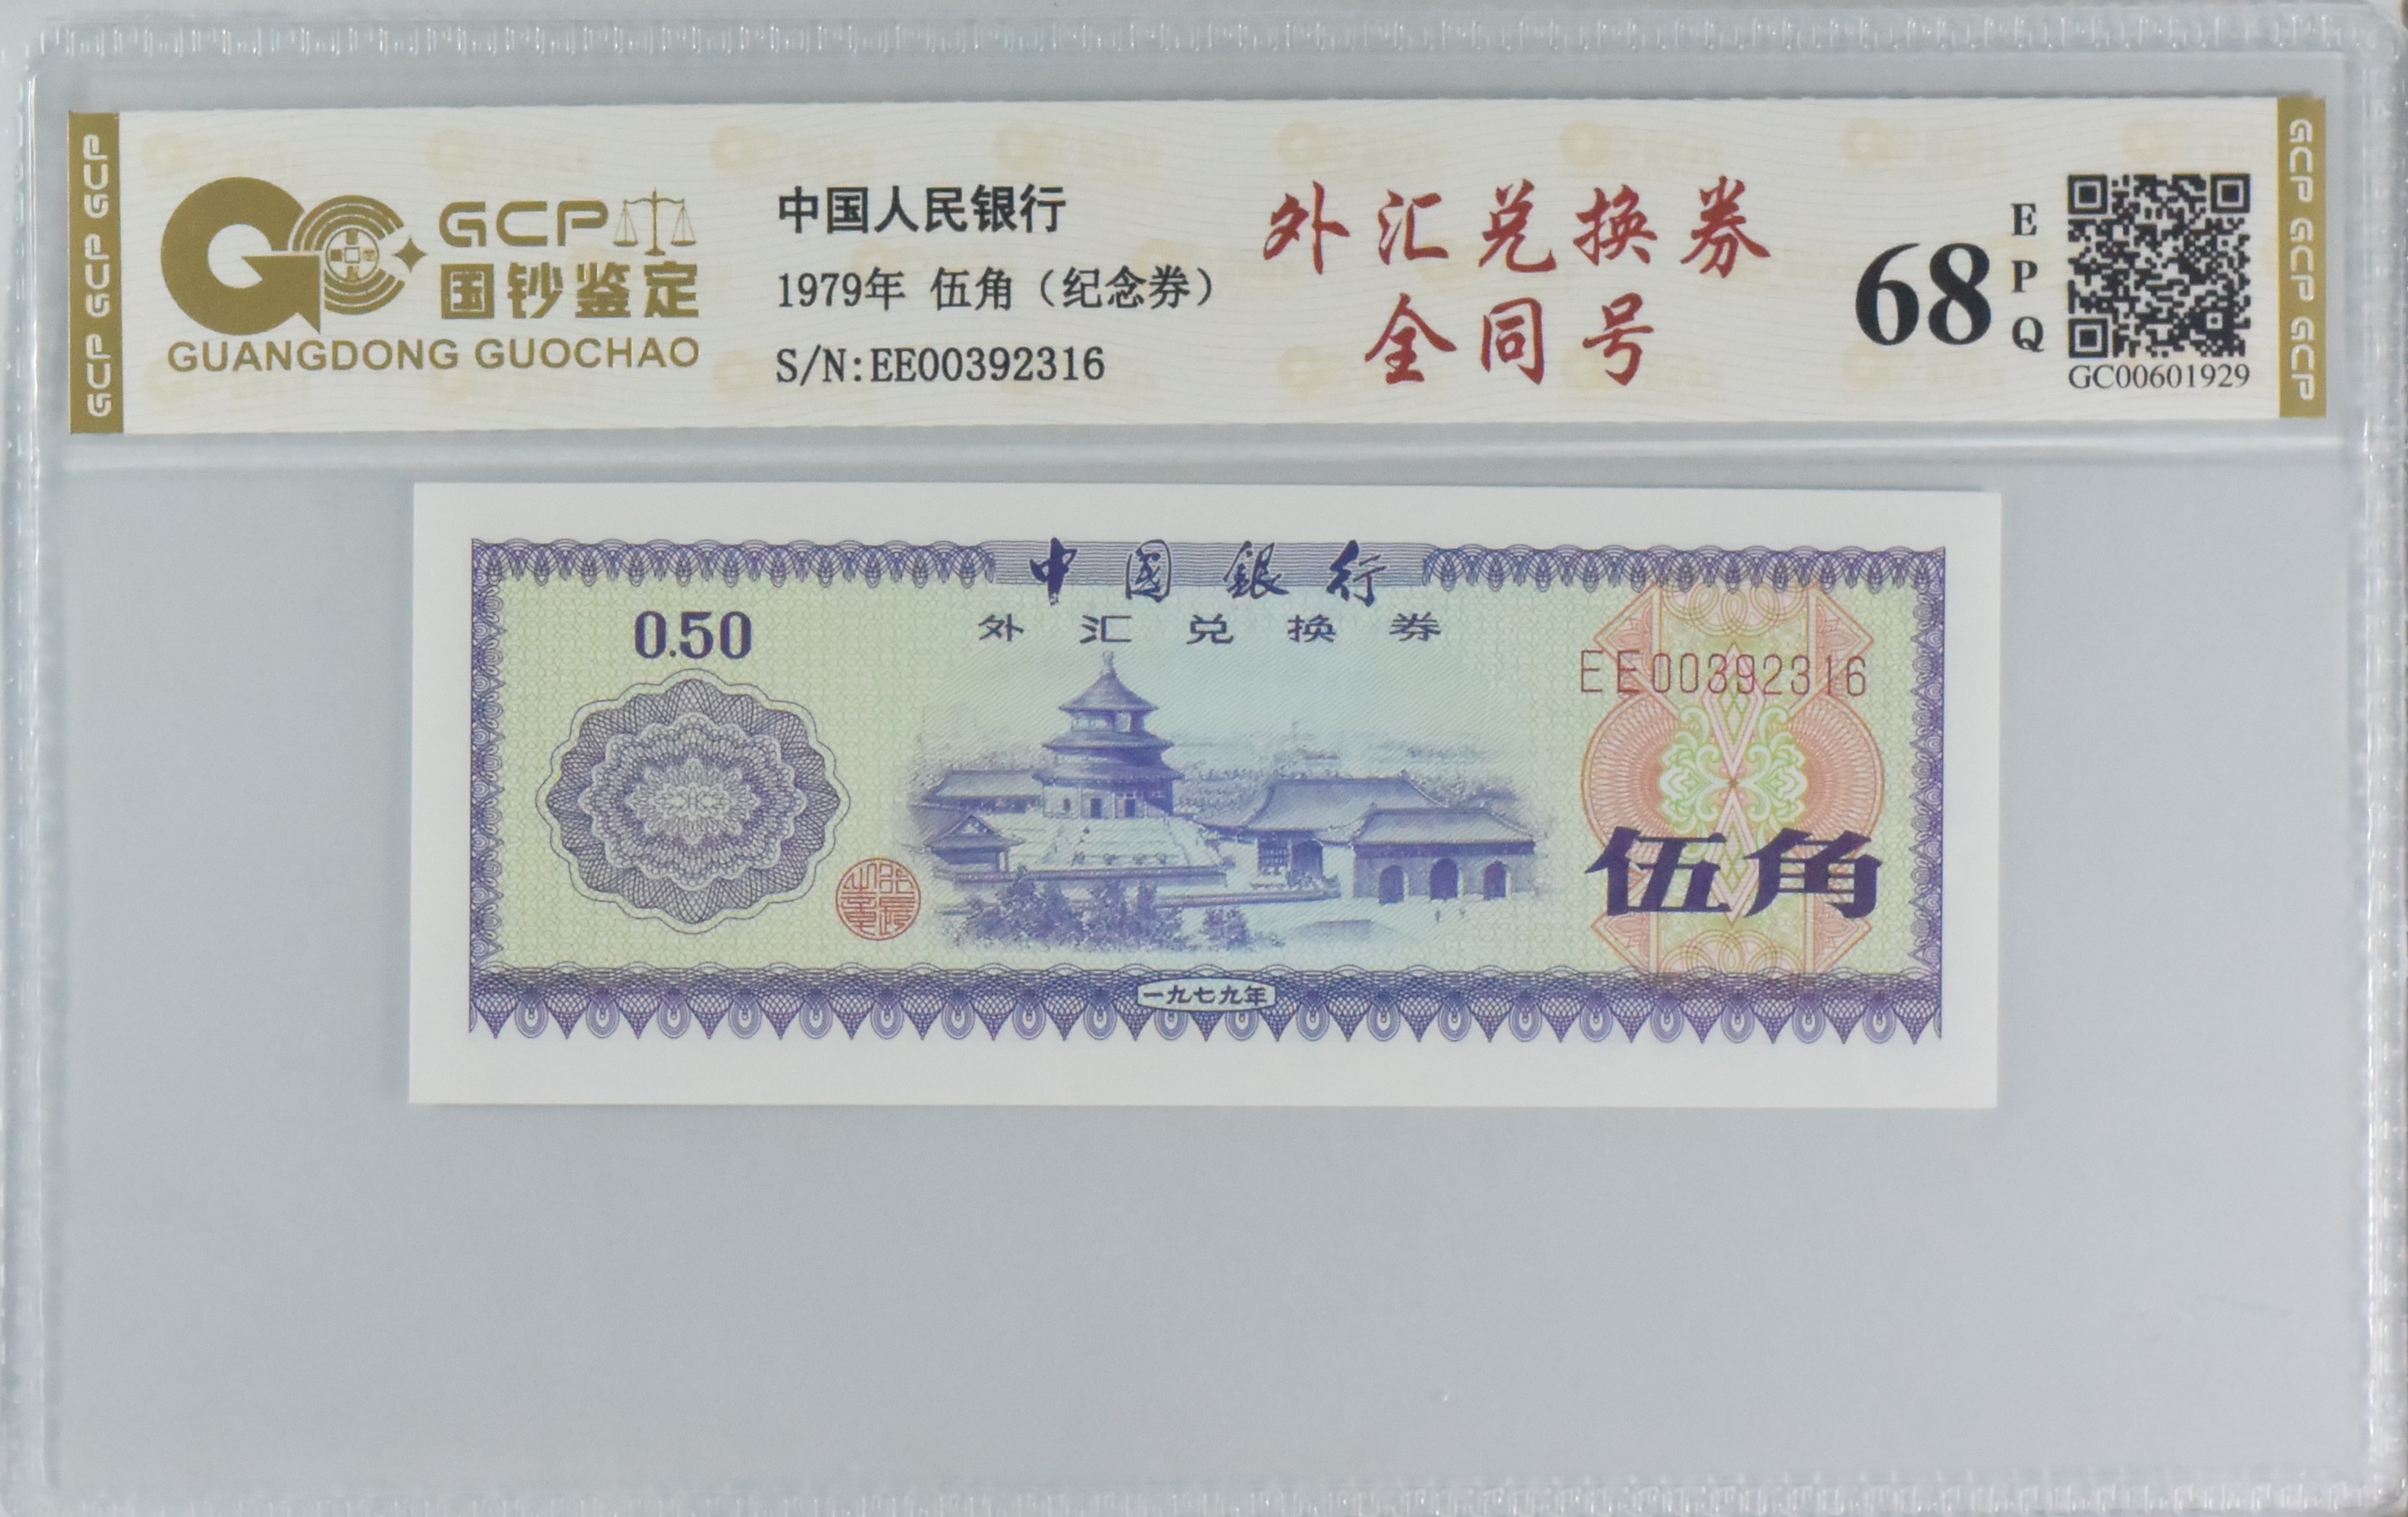 GCP GCP GCP
GCP
国钞鉴定
GUANGDONG GUOCHAO
中国人民银行
1979年 伍角（纪念券）
S/N:EE00392316
外汇兑换券
全同号
68
EPQ
GC00601929
GCP GCP GCP
中國銀行
外汇兑换券
0.50
EE00392316
伍角
一九七九年